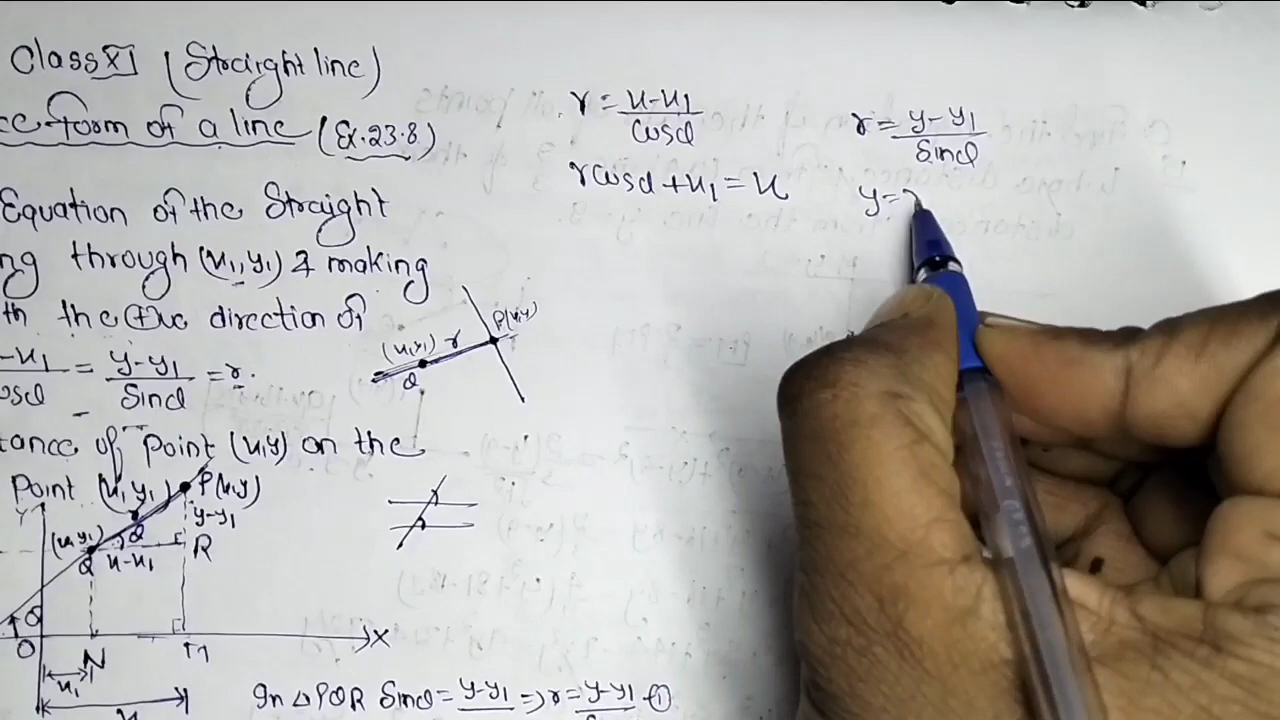 Class XI (Straight line)
ce form of a line (Ex. 23.8)
Equation of the Straight
ng through (x1, y1) & making
th the +ve direction of
-x1/cosθ = y-y1/sinθ = r.
tance of point (x,y) on the
Point (x1, y1)
P(x,y)
y-y1
Y
(x1,y1)
θ
Q
x-x1
R
θ
O
N
M
X
x1
x
In △PQR Sinθ = y-y1 => r = y-y1 ①
(x1,y1) r P(x,y)
Q
r = x-x1/cosθ
r cosθ + x1 = x
r = y-y1/sinθ
y =